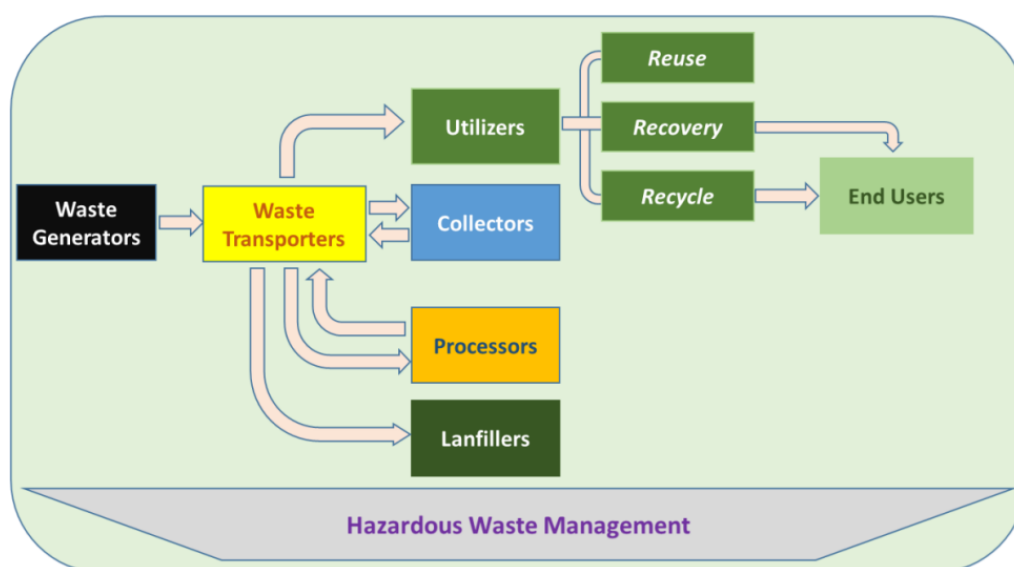 Reuse
Utilizers
Recovery
Waste
Generators
Waste
Transporters
Collectors
Recycle
End Users
Processors
Lanfillers
Hazardous Waste Management